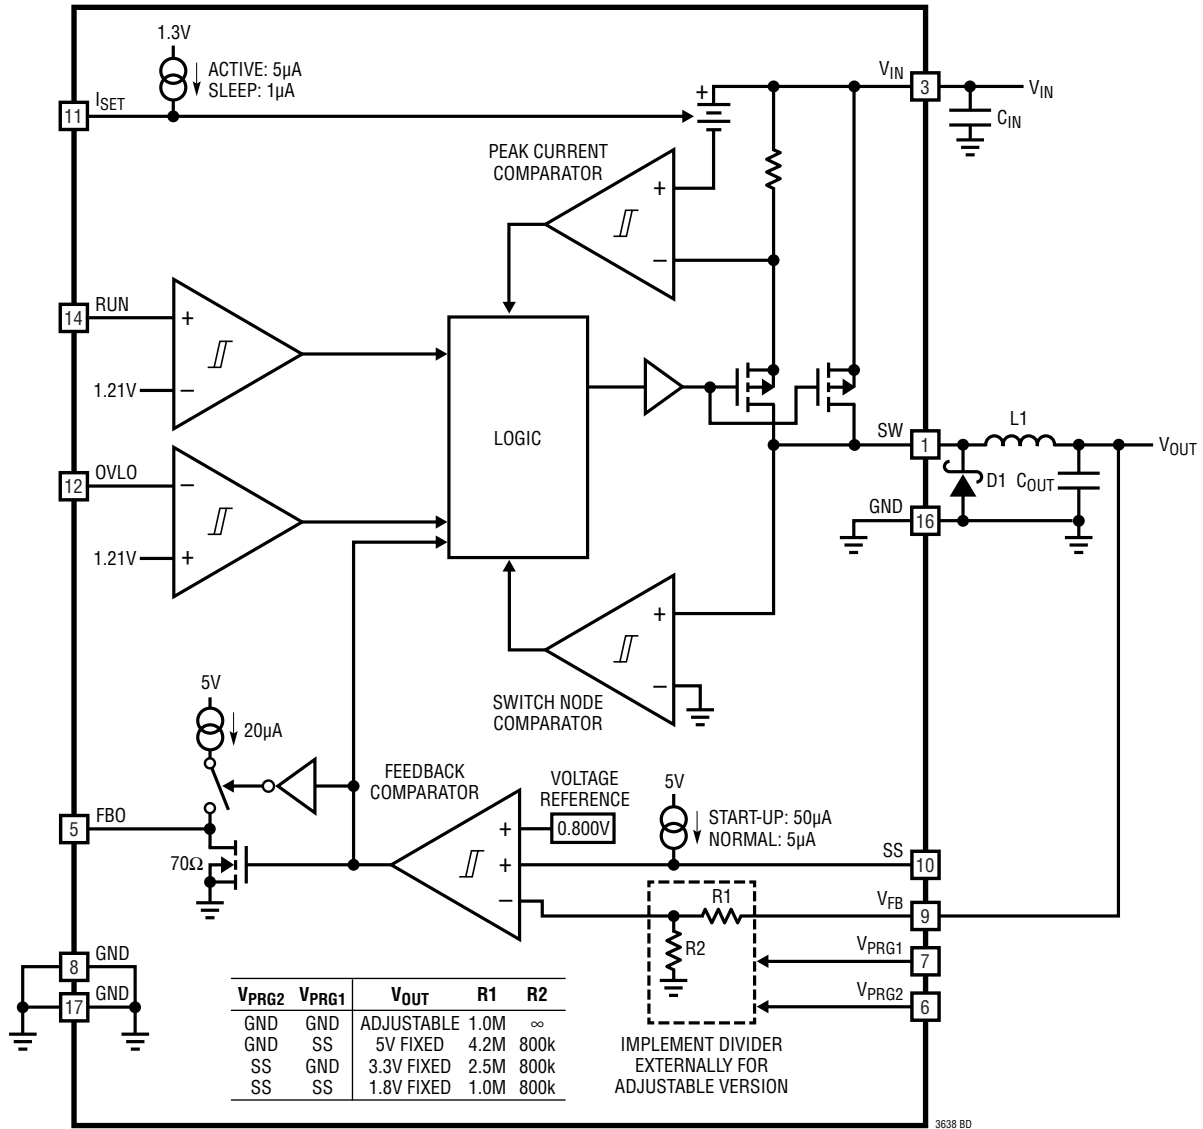 1.3V
ACTIVE: 5µA
SLEEP: 1µA
11
ISET
+
VIN
3
VIN
CIN
PEAK CURRENT
COMPARATOR
+
–
14
RUN
+
1.21V
–
LOGIC
12
OVLO
–
1.21V
+
SW
1
L1
VOUT
D1
COUT
GND
16
+
–
SWITCH NODE
COMPARATOR
5V
20µA
FEEDBACK
COMPARATOR
VOLTAGE
REFERENCE
0.800V
5V
START-UP: 50µA
NORMAL: 5µA
5
FBO
70Ω
+
+
–
SS
10
R1
VFB
9
R2
VPRG1
7
VPRG2
6
8
GND
17
GND
VPRG2 VPRG1 VOUT R1 R2
GND GND ADJUSTABLE 1.0M ∞
GND SS 5V FIXED 4.2M 800k
SS GND 3.3V FIXED 2.5M 800k
SS SS 1.8V FIXED 1.0M 800k
IMPLEMENT DIVIDER
EXTERNALLY FOR
ADJUSTABLE VERSION
3638 BD